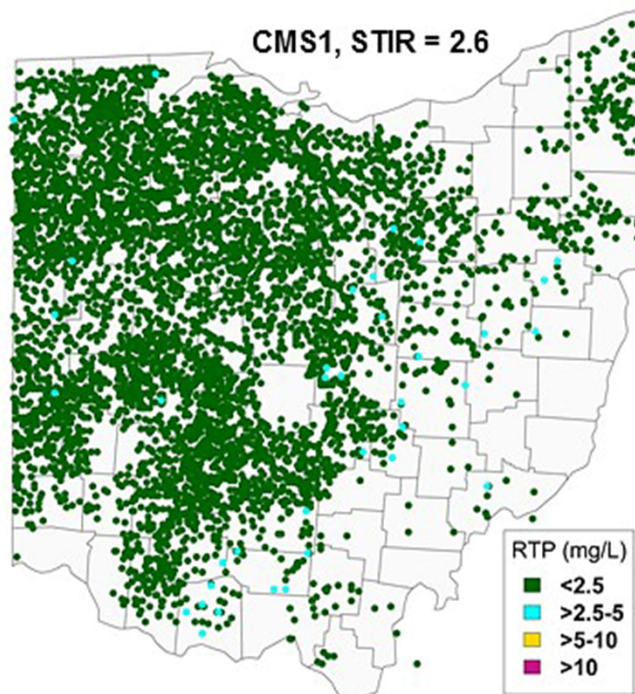 CMS1, STIR = 2.6
RTP (mg/L)
<2.5
>2.5-5
>5-10
>10